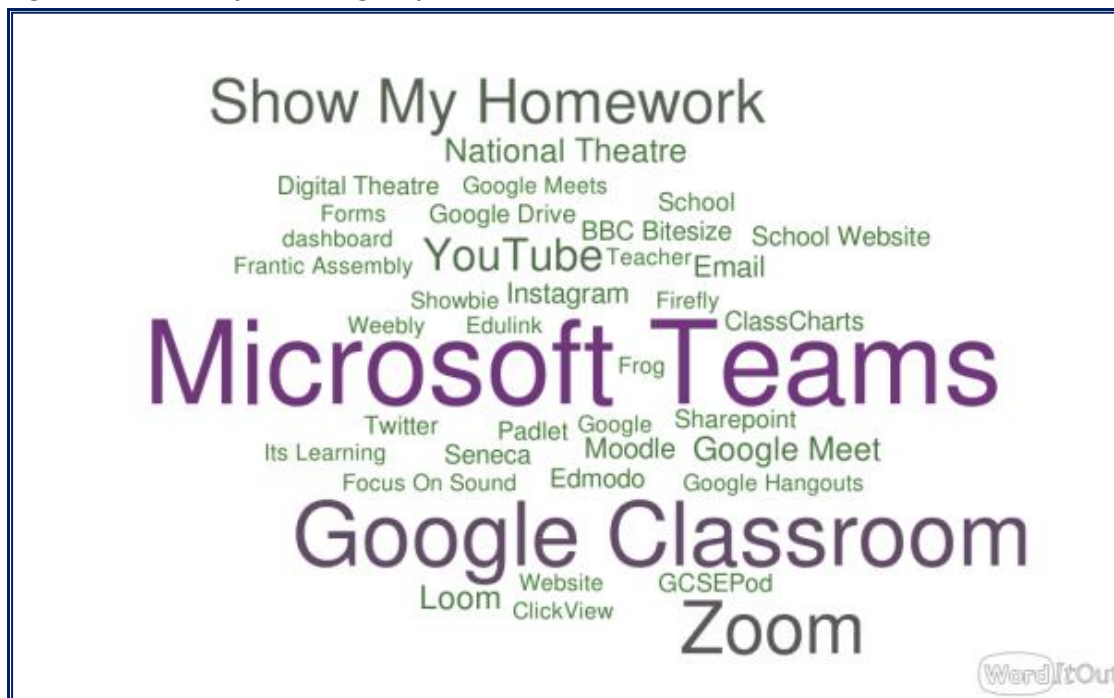 Show My Homework
National Theatre
Digital Theatre Google Meets
School
Forms Google Drive
BBC Bitesize School Website
dashboard
YouTube Teacher Email
Frantic Assembly
Showbie Instagram Firefly
Weebly Edulink ClassCharts
Microsoft Teams
Frog
Twitter Padlet Google Sharepoint
Its Learning Seneca Moodle Google Meet
Focus On Sound Edmodo Google Hangouts
Google Classroom
Website GCSEPod
Loom ClickView
Zoom
WordItOut